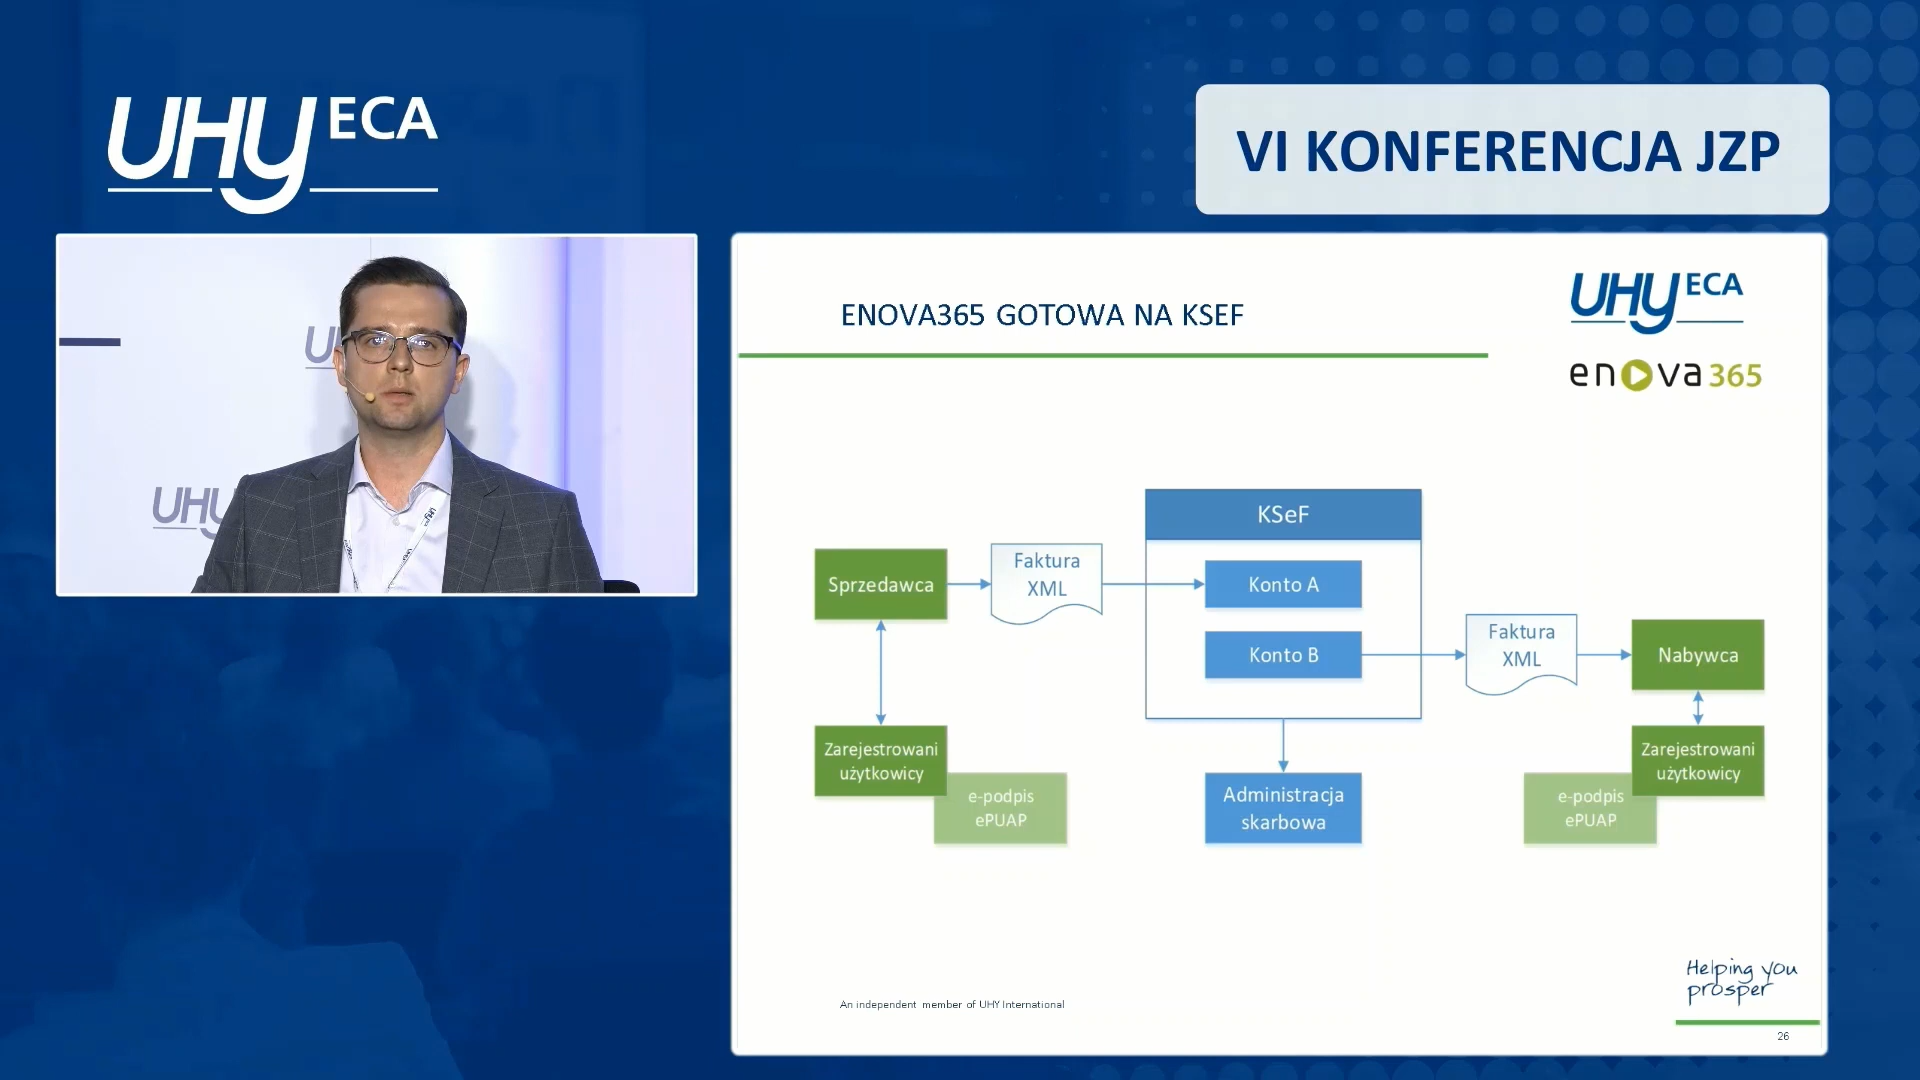 UHY ECA
VI KONFERENCJA JZP
UHY
ENOVA365 GOTOWA NA KSEF
UHY ECA
enova365
KSeF
Sprzedawca
Faktura
XML
Konto A
Konto B
Faktura
XML
Nabywca
Zarejestrowani
użytkowicy
e-podpis
ePUAP
Administracja
skarbowa
Zarejestrowani
użytkowicy
e-podpis
ePUAP
Helping you
prosper
An independent member of UHY International
26